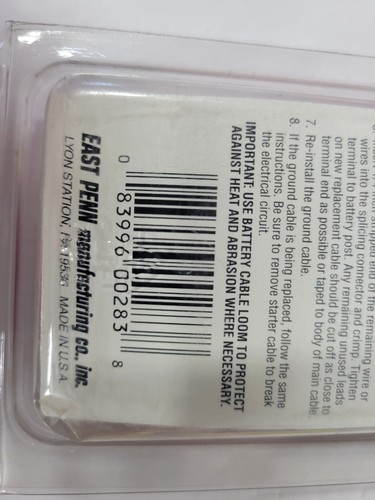 stripped end of the remaining
wires into the splicing connector and crimp. Tighten
terminal to battery post. Any remaining unused leads
on new replacement cable should be cut off as close to
terminal end as possible or taped to body of main cable.
7. Re-install the ground cable.
8. If the ground cable is being replaced, follow the same
instructions. Be sure to remove starter cable to break
the electrical circuit.
IMPORTANT: USE BATTERY CABLE LOOM TO PROTECT
AGAINST HEAT AND ABRASION WHERE NECESSARY.
0 83996 00283 8
EAST PENN manufacturing co., inc.
LYON STATION, PA 19536 MADE IN U.S.A.